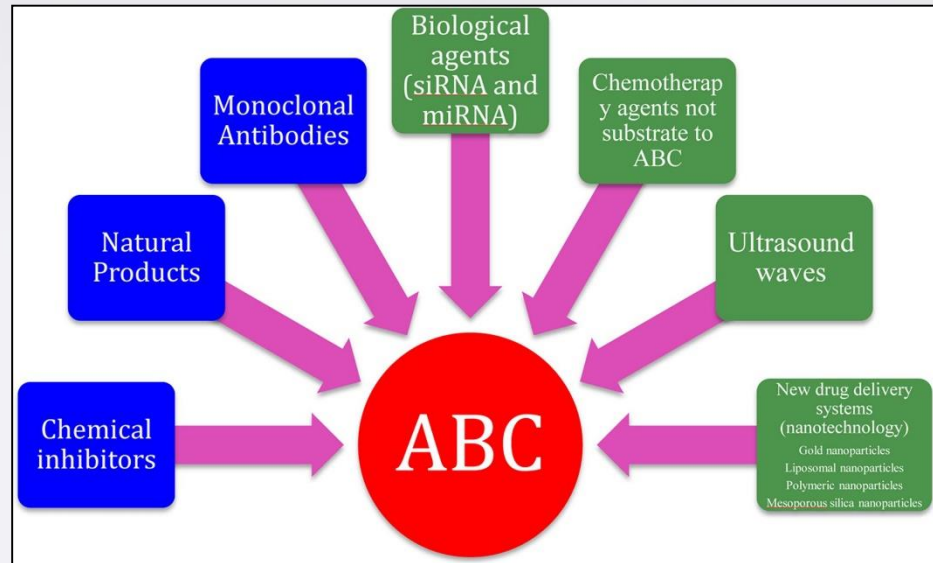 Biological
agents
(siRNA and
miRNA)
Monoclonal
Antibodies
Chemotherap
y agents not
substrate to
ABC
Natural
Products
Ultrasound
waves
Chemical
inhibitors
ABC
New drug delivery
systems
(nanotechnology)
Gold nanoparticles
Liposomal nanoparticles
Polymeric nanoparticles
Mesoporous silica nanoparticles